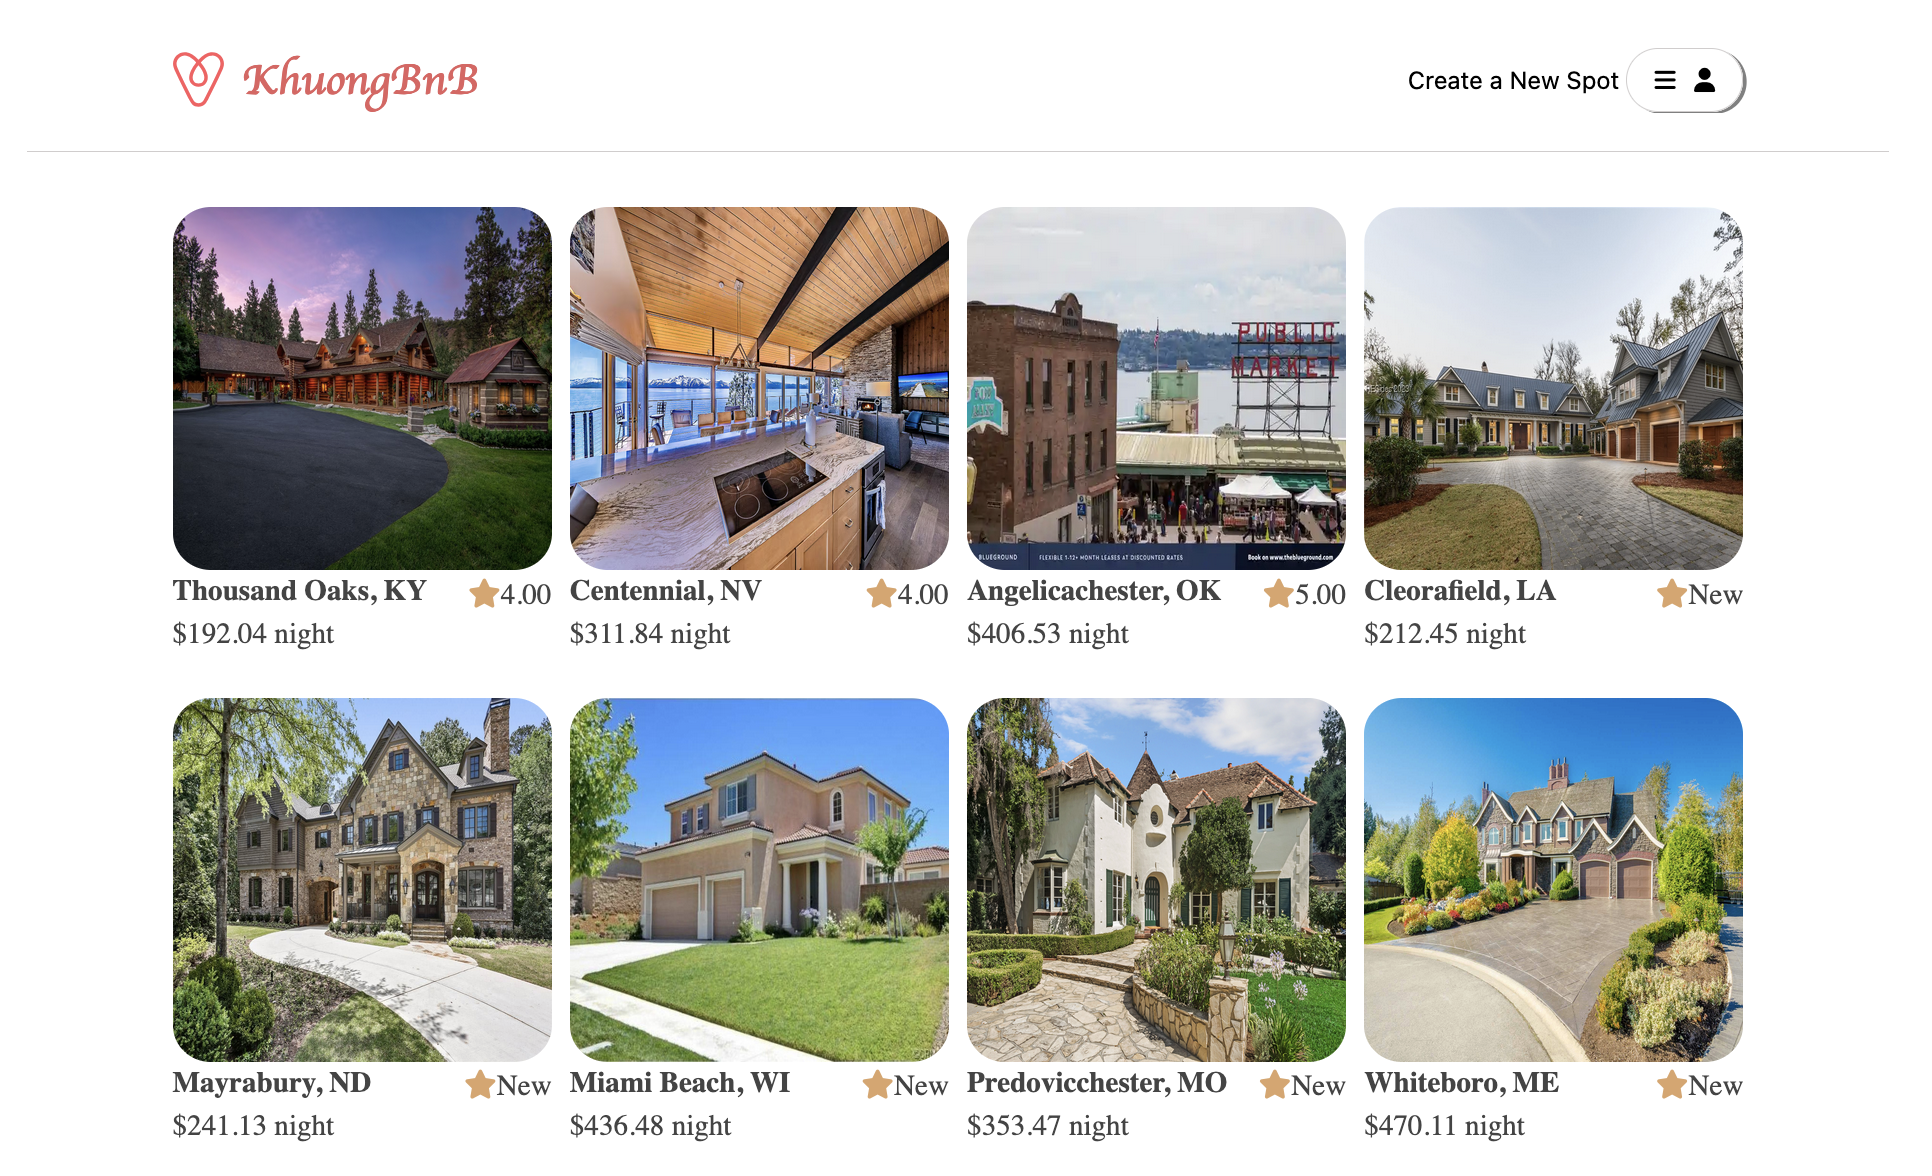 KhuongBnB
Create a New Spot
PUBLIC
MARKET
BLUEGROUND
FLEXIBLE 1-12+ MONTH LEASES AT DISCOUNTED RATES
Book on www.theblueground.com
Thousand Oaks, KY
4.00
$192.04 night
Centennial, NV
4.00
$311.84 night
Angelicachester, OK
5.00
$406.53 night
Cleorafield, LA
New
$212.45 night
Mayrabury, ND
New
$241.13 night
Miami Beach, WI
New
$436.48 night
Predovicchester, MO
New
$353.47 night
Whiteboro, ME
New
$470.11 night